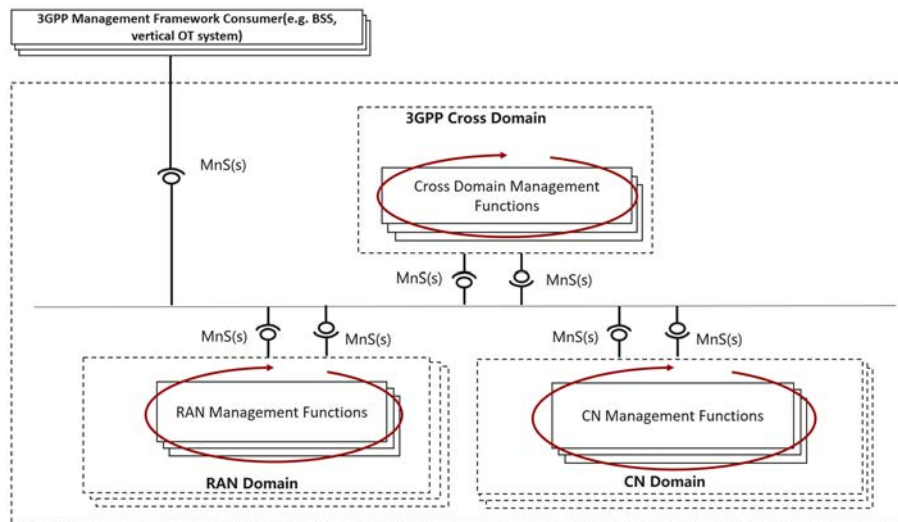 3GPP Management Framework Consumer(e.g. BSS,
vertical OT system)
MnS(s)
3GPP Cross Domain
Cross Domain Management
Functions
MnS(s)
MnS(s)
MnS(s)
MnS(s)
MnS(s)
MnS(s)
RAN Management Functions
CN Management Functions
RAN Domain
CN Domain